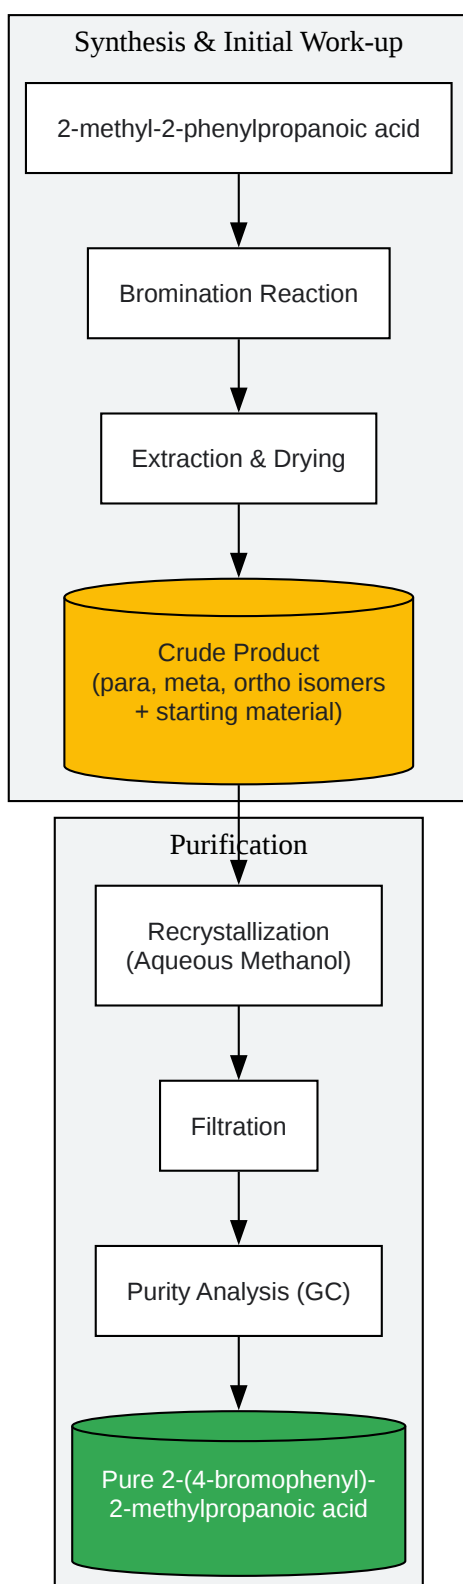 Synthesis & Initial Work-up
2-methyl-2-phenylpropanoic acid
Bromination Reaction
Extraction & Drying
Crude Product
(para, meta, ortho isomers
+ starting material)
Purification
Recrystallization
(Aqueous Methanol)
Filtration
Purity Analysis (GC)
Pure 2-(4-bromophenyl)-
2-methylpropanoic acid